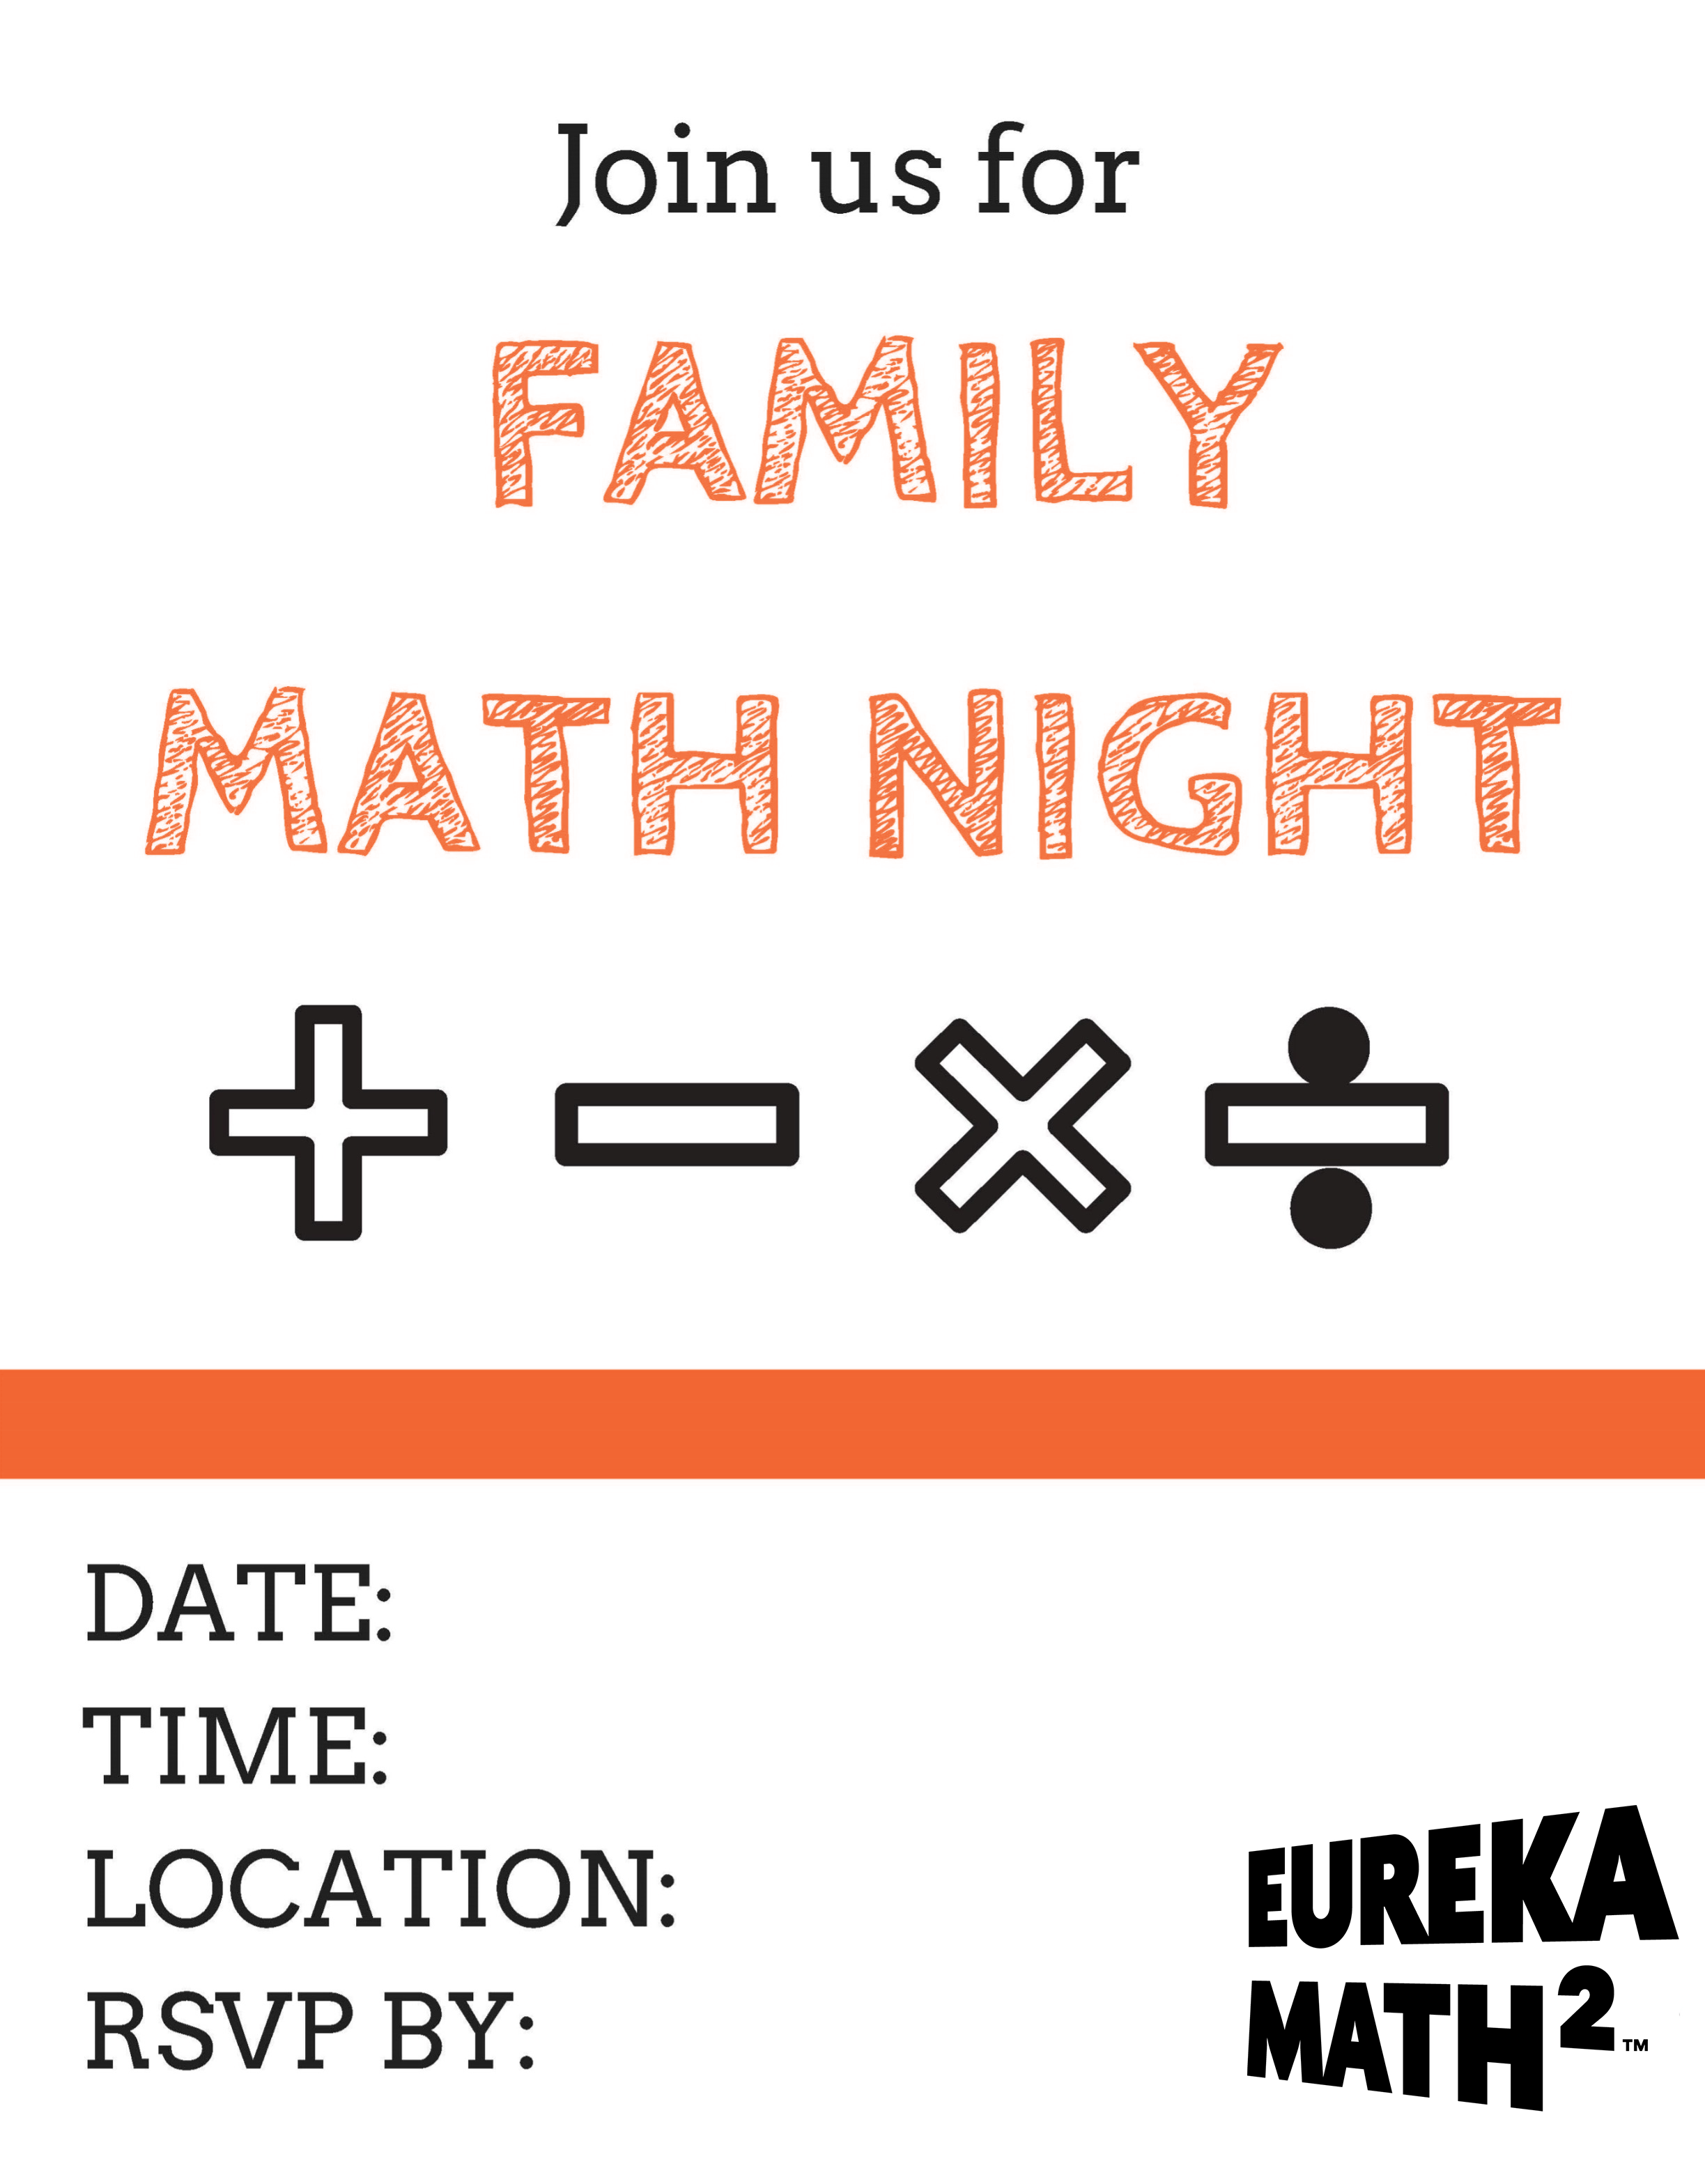 Join us for
FAMILY
MATH NIGHT
+ − × ÷
DATE:
TIME:
LOCATION:
RSVP BY:
EUREKA
MATH²™